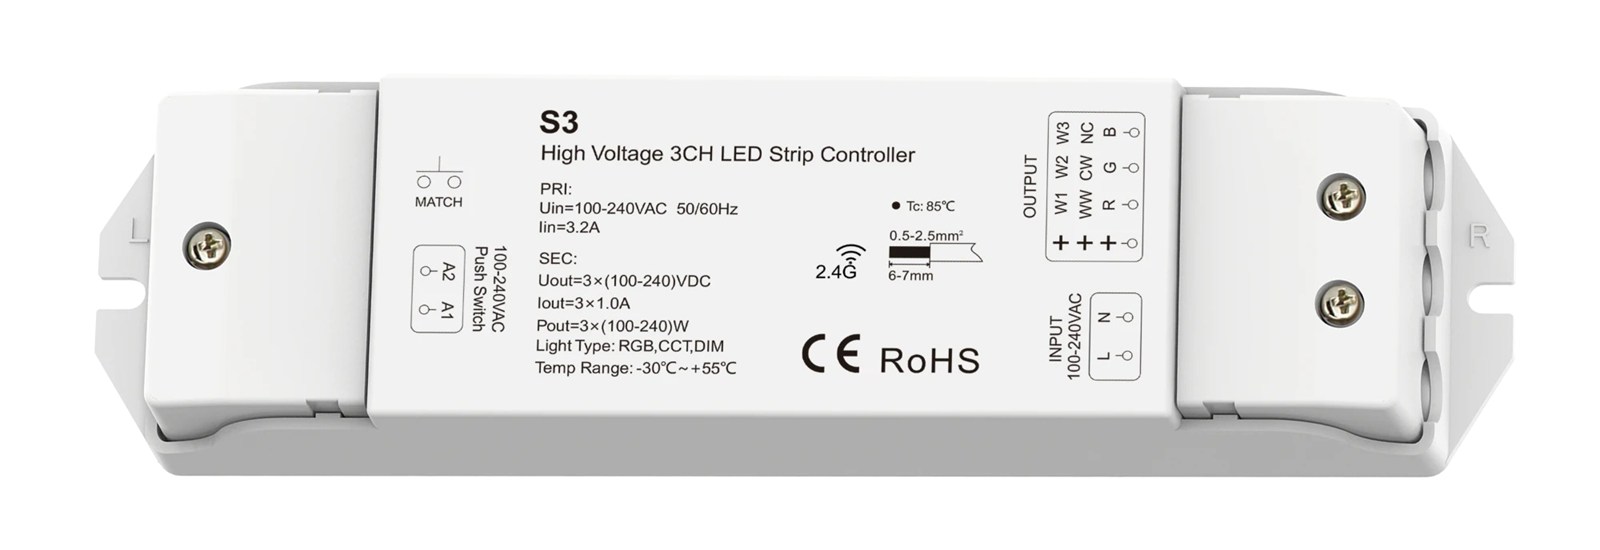 L
MATCH
A2
A1
100-240VAC
Push Switch
S3
High Voltage 3CH LED Strip Controller
PRI:
Uin=100-240VAC 50/60Hz
Iin=3.2A
SEC:
Uout=3×(100-240)VDC
Iout=3×1.0A
Pout=3×(100-240)W
Light Type: RGB,CCT,DIM
Temp Range: -30℃~+55℃
Tc: 85℃
0.5-2.5mm²
6-7mm
2.4G
CE RoHS
OUTPUT
+ W1 W2 W3
+ WW CW NC
+ R G B
INPUT
100-240VAC
L N
R